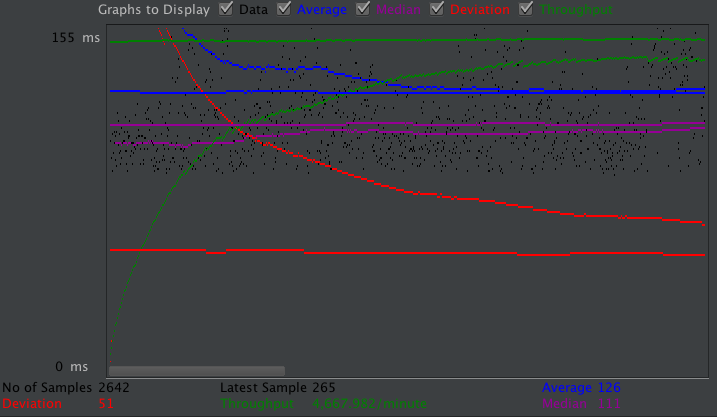 Graphs to Display Data Average Median Deviation Throughput
155 ms
0 ms
No of Samples 2642 Latest Sample 265 Average 126
Deviation 51 Throughput 4,667.982/minute Median